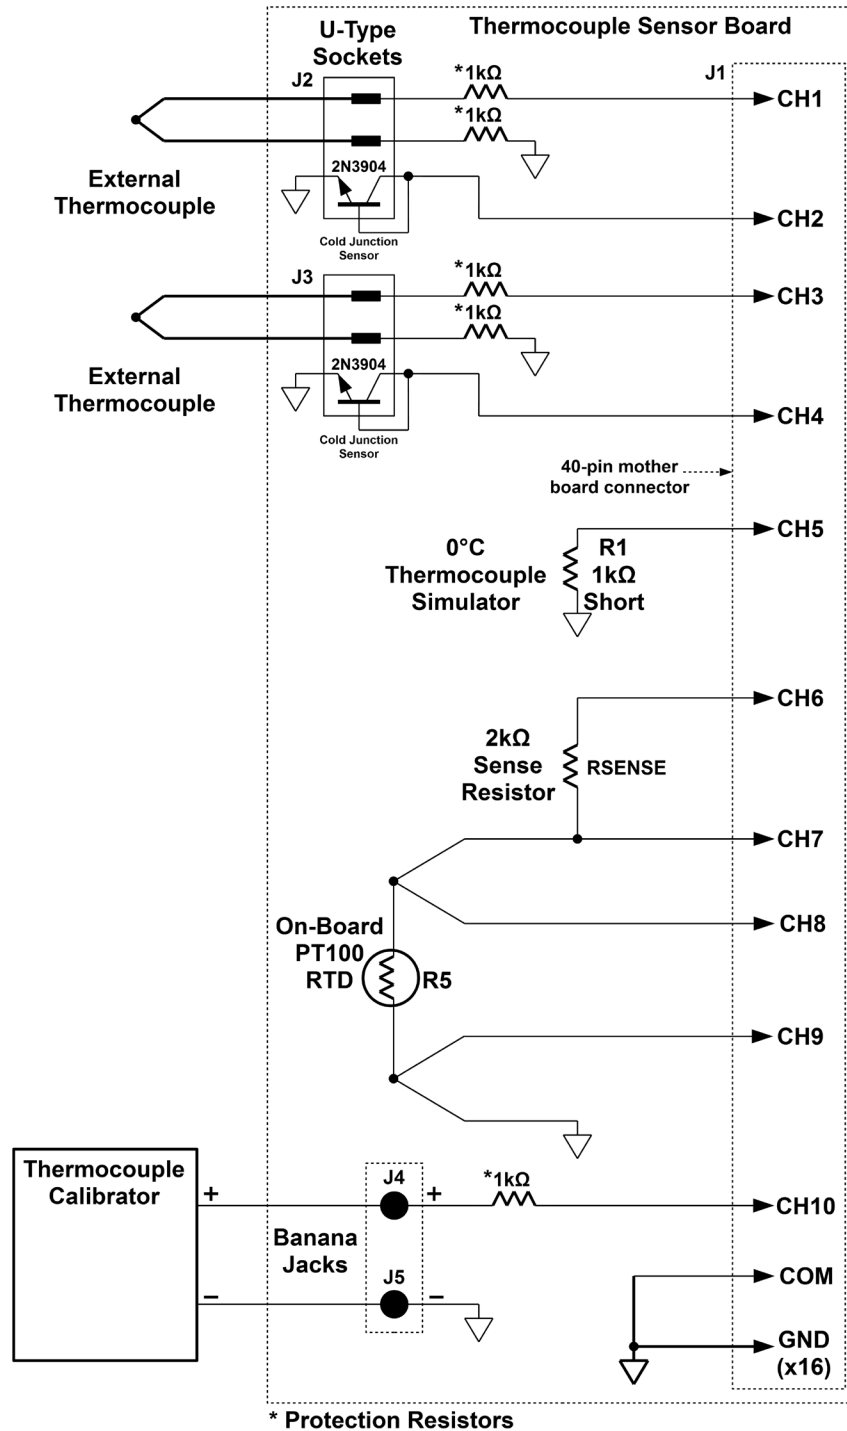 Thermocouple Sensor Board
U-Type
Sockets
J2
*1kΩ
J1
CH1
*1kΩ
2N3904
External
Thermocouple
CH2
Cold Junction
Sensor
J3
*1kΩ
CH3
*1kΩ
2N3904
External
Thermocouple
CH4
Cold Junction
Sensor
40-pin mother
board connector
CH5
0°C
Thermocouple
Simulator
R1
1kΩ
Short
CH6
2kΩ
Sense
Resistor
RSENSE
CH7
CH8
On-Board
PT100
RTD
R5
CH9
Thermocouple
Calibrator
+
J4
+
*1kΩ
CH10
Banana
Jacks
J5
–
–
COM
GND
(x16)
* Protection Resistors